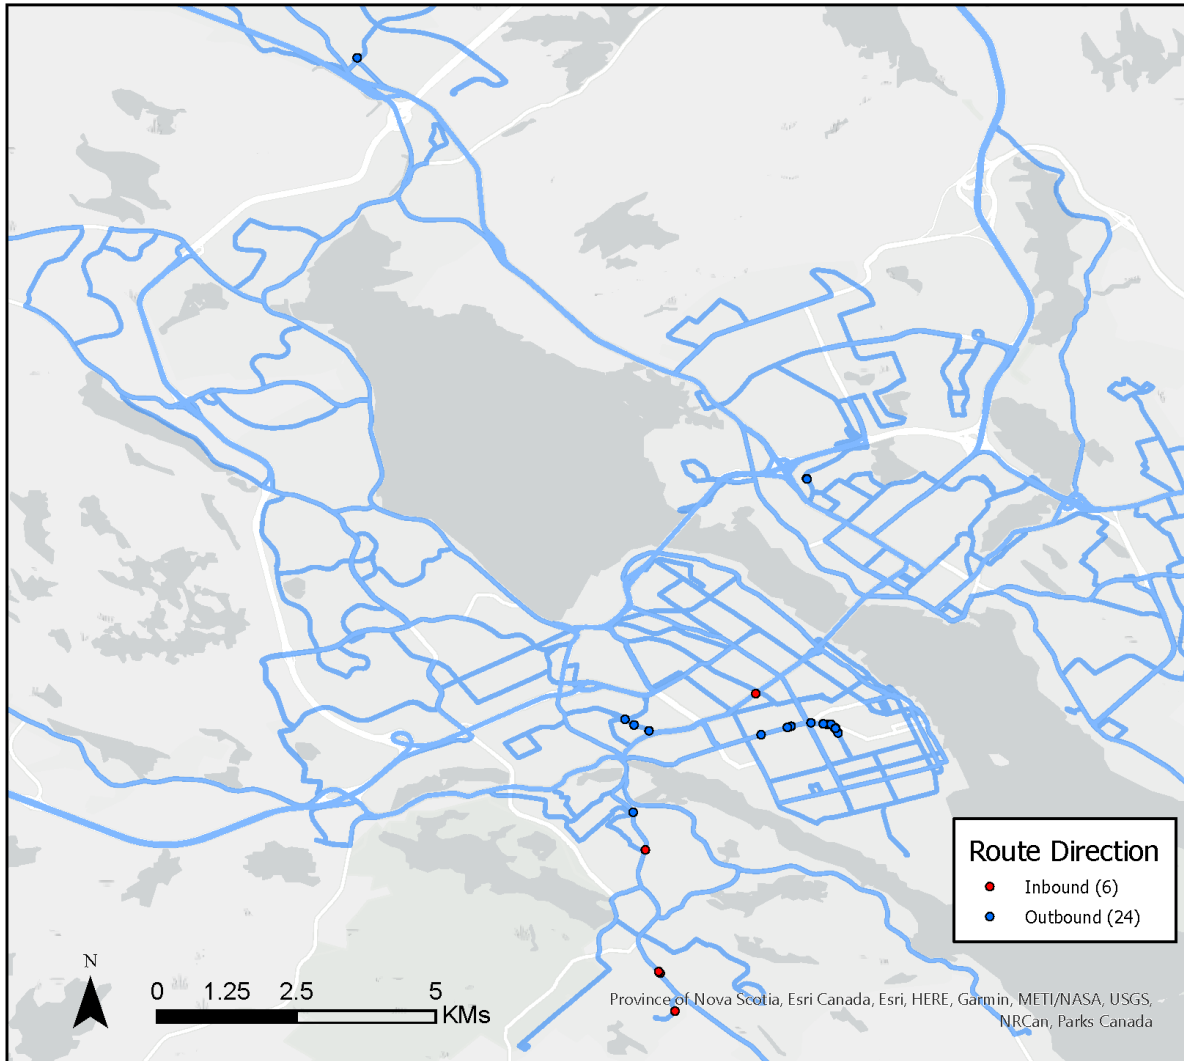 Route Direction
Inbound (6)
Outbound (24)
N
0 1.25 2.5 5
KMs
Province of Nova Scotia, Esri Canada, Esri, HERE, Garmin, METI/NASA, USGS,
NRCan, Parks Canada